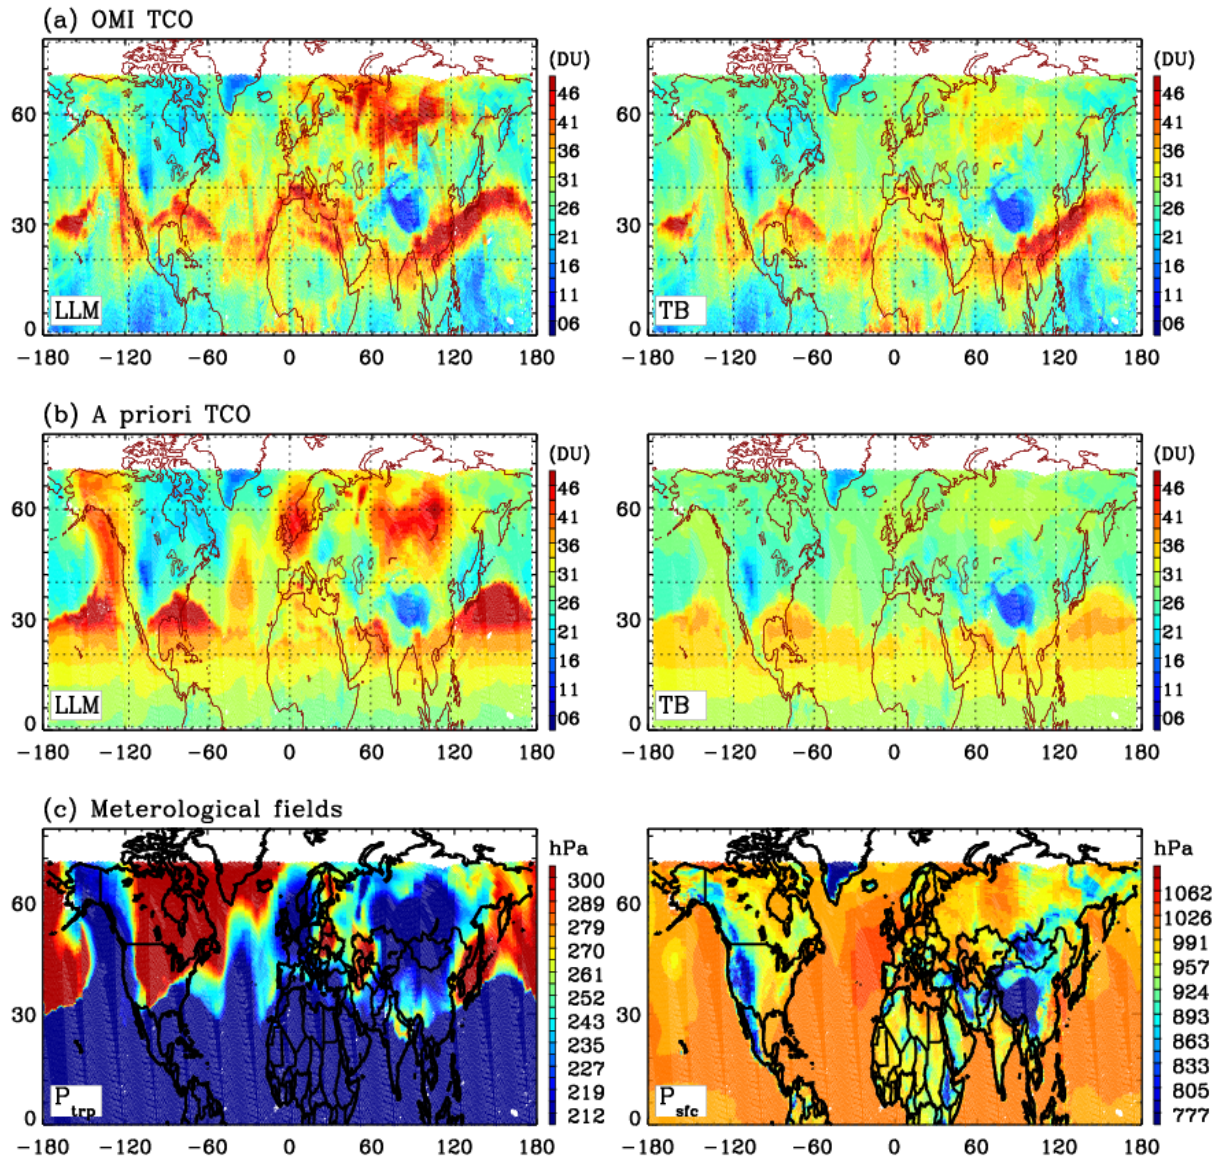 (a) OMI TCO
(DU) (DU)
46 46
41 41
60 36 60 36
31 31
26 26
30 21 30 21
16 16
LLM 11 TB 11
0 06 0 06
−180 −120 −60 0 60 120 180 −180 −120 −60 0 60 120 180
(b) A priori TCO
(DU) (DU)
46 46
41 41
60 36 60 36
31 31
26 26
30 21 30 21
16 16
LLM 11 TB 11
0 06 0 06
−180 −120 −60 0 60 120 180 −180 −120 −60 0 60 120 180
(c) Meterological fields
hPa hPa
300 1062
60 289 60 1026
279 991
270 957
261 924
252 893
30 243 30 863
235 833
227 805
P_trp 219 P_sfc 777
0 212 0
−180 −120 −60 0 60 120 180 −180 −120 −60 0 60 120 180